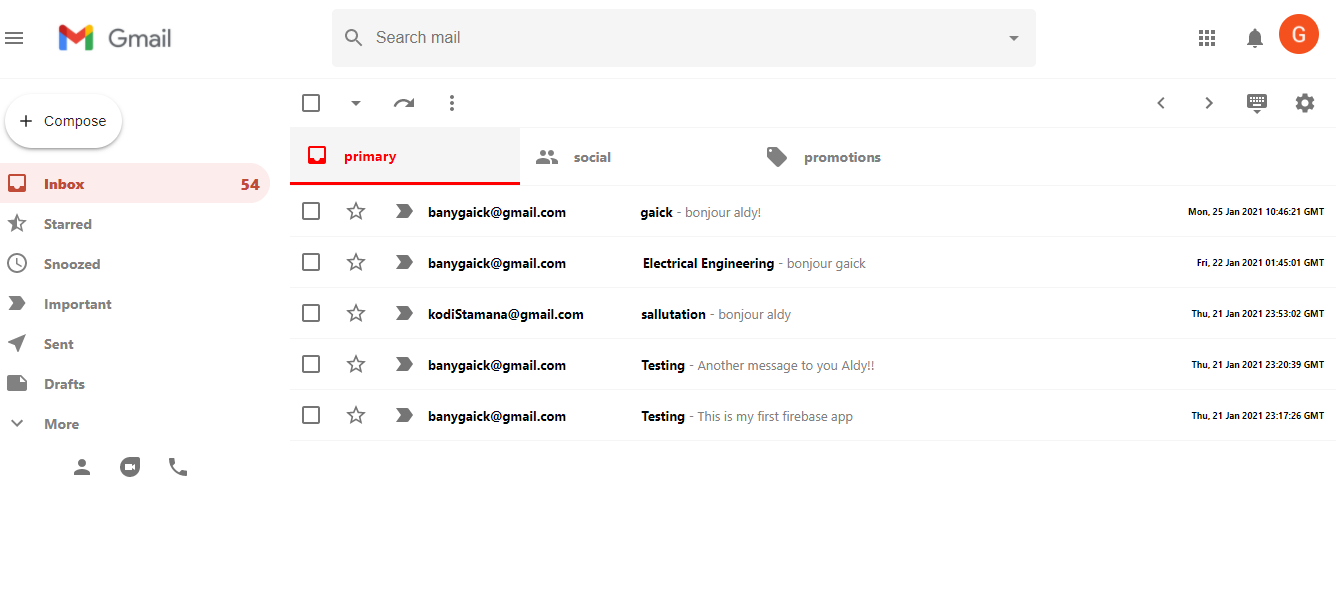 Gmail
Search mail
G
Compose
primary
social
promotions
Inbox 54
Starred
Snoozed
Important
Sent
Drafts
More
banygaick@gmail.com gaick - bonjour aldy! Mon, 25 Jan 2021 10:46:21 GMT
banygaick@gmail.com Electrical Engineering - bonjour gaick Fri, 22 Jan 2021 01:45:01 GMT
kodiStamana@gmail.com sallutation - bonjour aldy Thu, 21 Jan 2021 23:53:02 GMT
banygaick@gmail.com Testing - Another message to you Aldy!! Thu, 21 Jan 2021 23:20:39 GMT
banygaick@gmail.com Testing - This is my first firebase app Thu, 21 Jan 2021 23:17:26 GMT